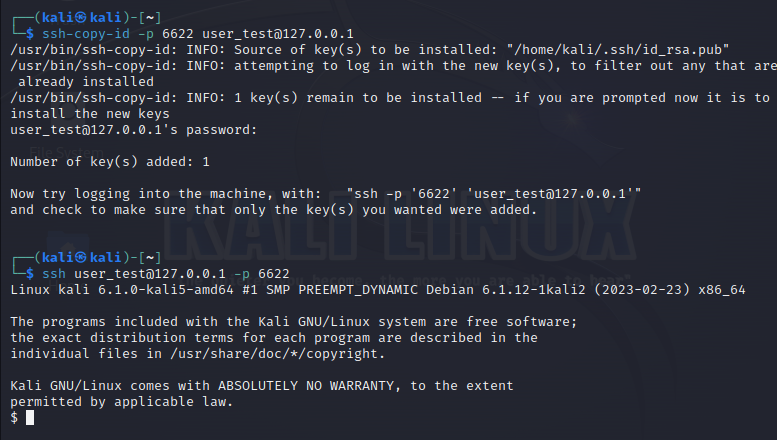 ┌──(kali㉿kali)-[~]
└─$ ssh-copy-id -p 6622 user_test@127.0.0.1
/usr/bin/ssh-copy-id: INFO: Source of key(s) to be installed: "/home/kali/.ssh/id_rsa.pub"
/usr/bin/ssh-copy-id: INFO: attempting to log in with the new key(s), to filter out any that are
already installed
/usr/bin/ssh-copy-id: INFO: 1 key(s) remain to be installed -- if you are prompted now it is to
install the new keys
user_test@127.0.0.1's password:
File System
Number of key(s) added: 1
Now try logging into the machine, with:   "ssh -p '6622' 'user_test@127.0.0.1'"
and check to make sure that only the key(s) you wanted were added.
KALI LINUX
┌──(kali㉿kali)-[~]
└─$ ssh user_test@127.0.0.1 -p 6622
Linux kali 6.1.0-kali5-amd64 #1 SMP PREEMPT_DYNAMIC Debian 6.1.12-1kali2 (2023-02-23) x86_64
The programs included with the Kali GNU/Linux system are free software;
the exact distribution terms for each program are described in the
individual files in /usr/share/doc/*/copyright.
Kali GNU/Linux comes with ABSOLUTELY NO WARRANTY, to the extent
permitted by applicable law.
$